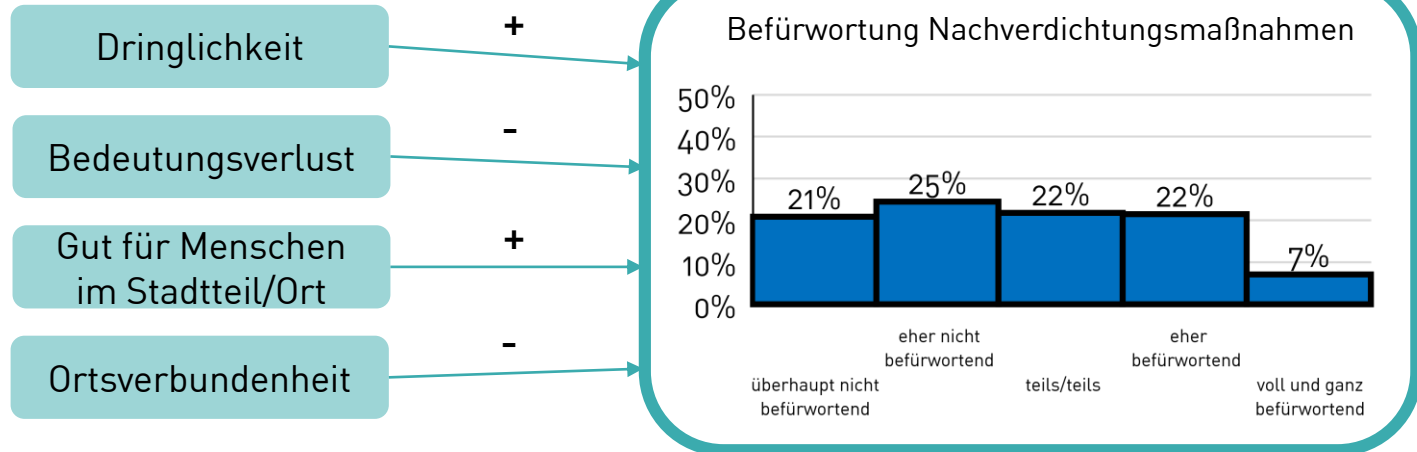 Dringlichkeit
+
Bedeutungsverlust
-
Gut für Menschen
im Stadtteil/Ort
+
Ortsverbundenheit
-
Befürwortung Nachverdichtungsmaßnahmen
50%
40%
30%
20%
10%
0%
21%
25%
22%
22%
7%
überhaupt nicht
befürwortend
eher nicht
befürwortend
teils/teils
eher
befürwortend
voll und ganz
befürwortend